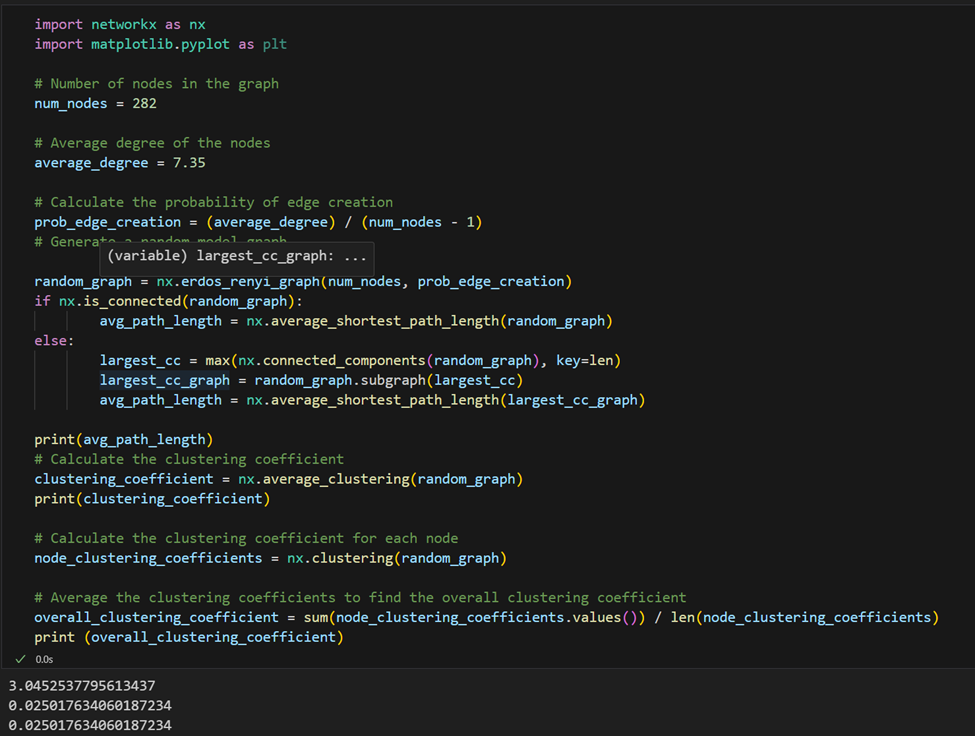 import networkx as nx
import matplotlib.pyplot as plt
# Number of nodes in the graph
num_nodes = 282
# Average degree of the nodes
average_degree = 7.35
# Calculate the probability of edge creation
prob_edge_creation = (average_degree) / (num_nodes - 1)
# Generate a random model graph
(variable) largest_cc_graph: ...
random_graph = nx.erdos_renyi_graph(num_nodes, prob_edge_creation)
if nx.is_connected(random_graph):
        avg_path_length = nx.average_shortest_path_length(random_graph)
else:
        largest_cc = max(nx.connected_components(random_graph), key=len)
        largest_cc_graph = random_graph.subgraph(largest_cc)
        avg_path_length = nx.average_shortest_path_length(largest_cc_graph)
print(avg_path_length)
# Calculate the clustering coefficient
clustering_coefficient = nx.average_clustering(random_graph)
print(clustering_coefficient)
# Calculate the clustering coefficient for each node
node_clustering_coefficients = nx.clustering(random_graph)
# Average the clustering coefficients to find the overall clustering coefficient
overall_clustering_coefficient = sum(node_clustering_coefficients.values()) / len(node_clustering_coefficients)
print (overall_clustering_coefficient)
0.0s
3.0452537795613437
0.025017634060187234
0.025017634060187234